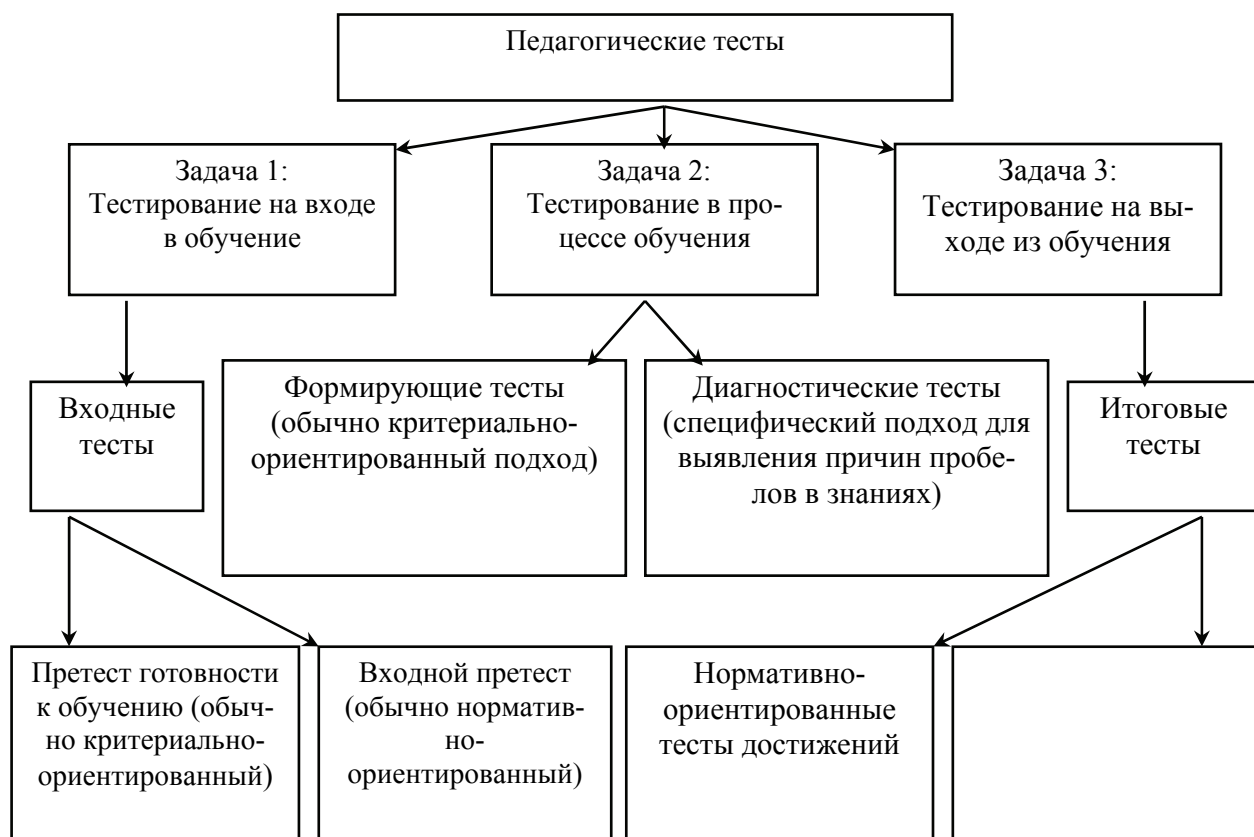 Педагогические тесты
Задача 1:
Тестирование на входе
в обучение
Задача 2:
Тестирование в про-
цессе обучения
Задача 3:
Тестирование на вы-
ходе из обучения
Входные
тесты
Формирующие тесты
(обычно критериально-
ориентированный подход)
Диагностические тесты
(специфический подход для
выявления причин пробе-
лов в знаниях)
Итоговые
тесты
Претест готовности
к обучению (обыч-
но критериально-
ориентированный)
Входной претест
(обычно норматив-
но-
ориентированный)
Нормативно-
ориентированные
тесты достижений